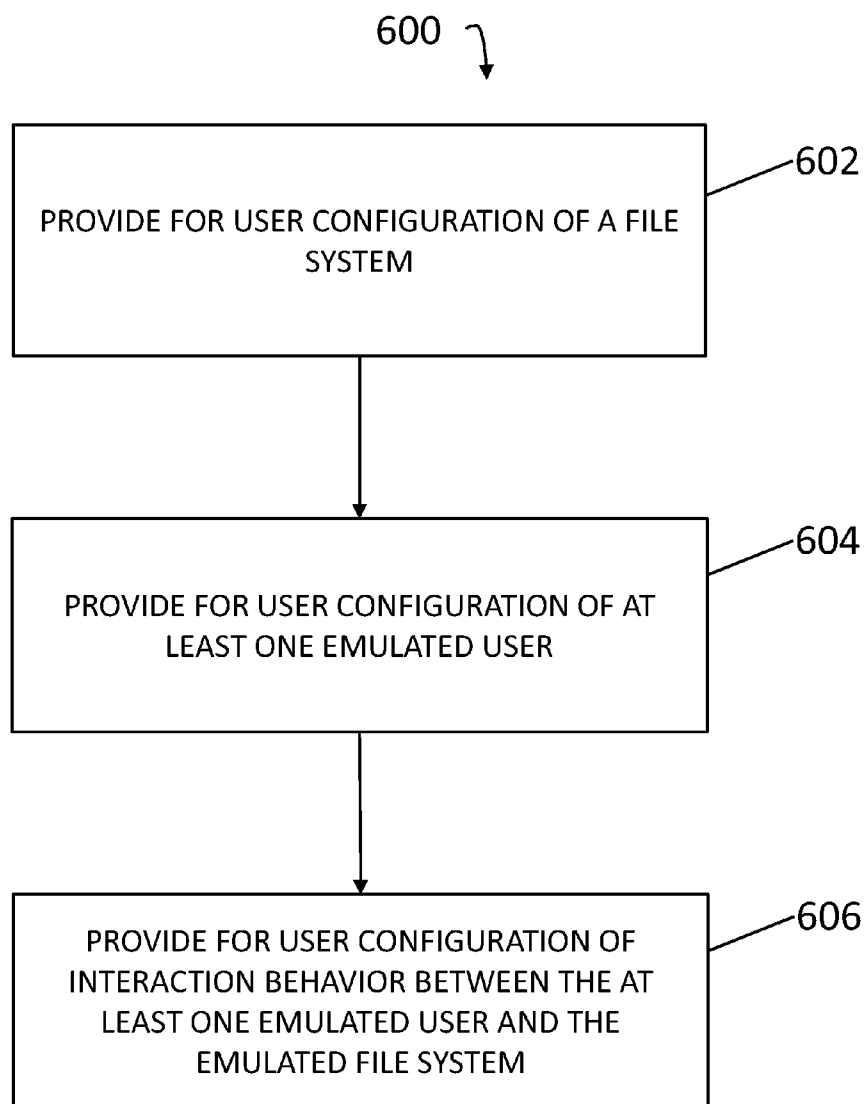 600
602
PROVIDE FOR USER CONFIGURATION OF A FILE
SYSTEM
604
PROVIDE FOR USER CONFIGURATION OF AT
LEAST ONE EMULATED USER
606
PROVIDE FOR USER CONFIGURATION OF
INTERACTION BEHAVIOR BETWEEN THE AT
LEAST ONE EMULATED USER AND THE
EMULATED FILE SYSTEM